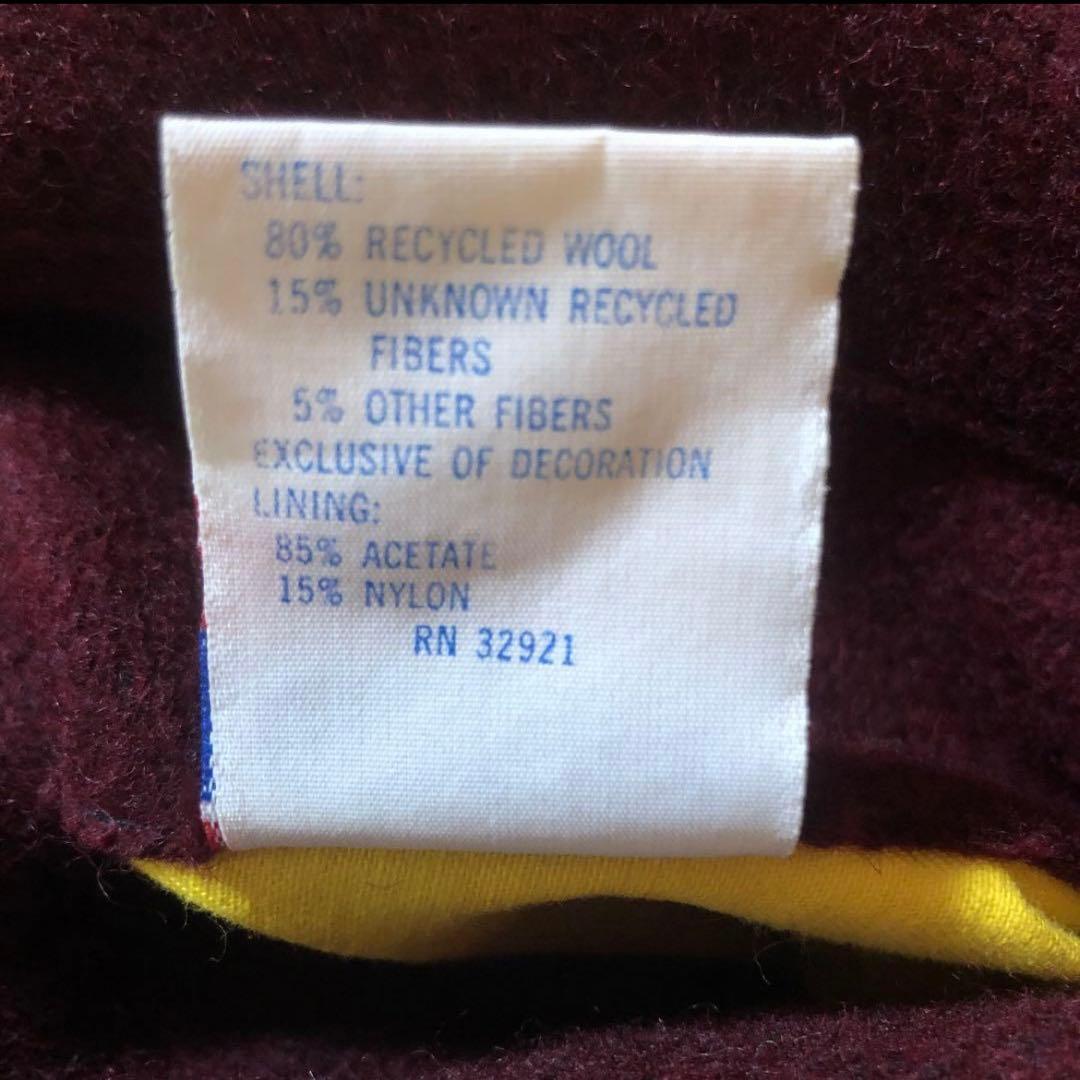 SHELL:
80% RECYCLED WOOL
15% UNKNOWN RECYCLED
FIBERS
5% OTHER FIBERS
EXCLUSIVE OF DECORATION
LINING:
85% ACETATE
15% NYLON
RN 32921